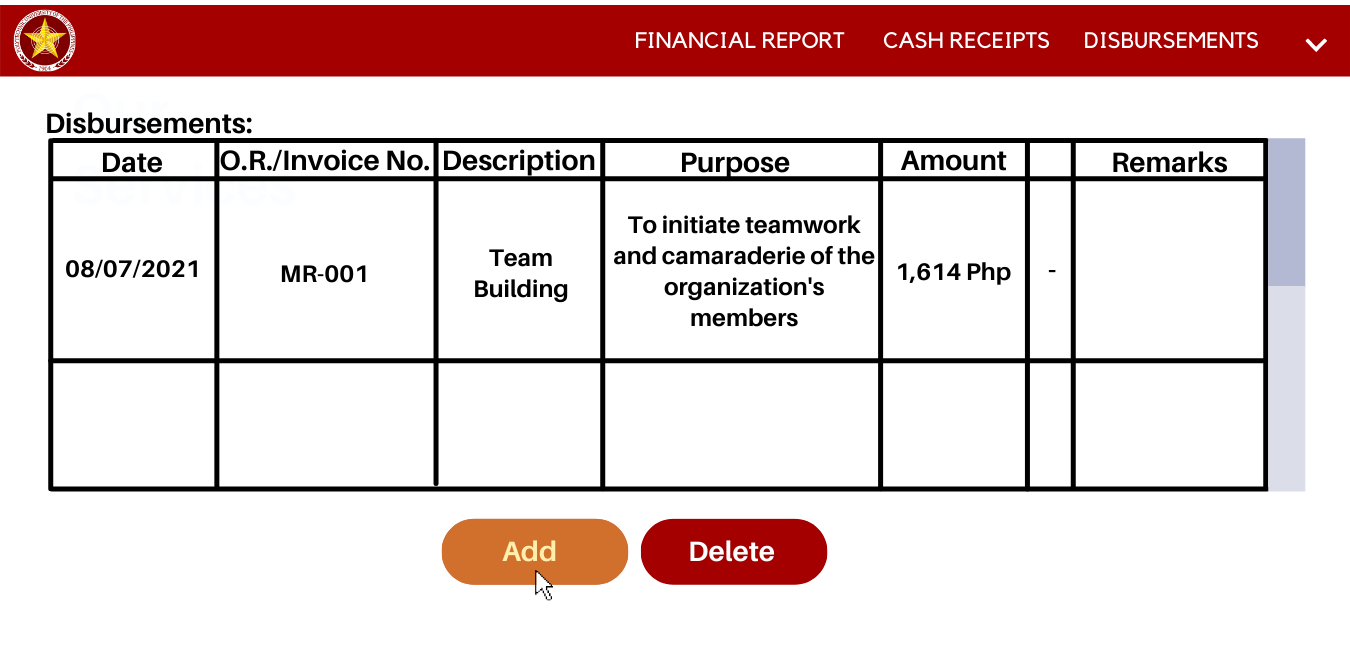 FINANCIAL REPORT CASH RECEIPTS DISBURSEMENTS
Disbursements:
Date O.R./Invoice No. Description Purpose Amount Remarks
08/07/2021 MR-001 Team Building To initiate teamwork and camaraderie of the organization's members 1,614 Php -
Add Delete